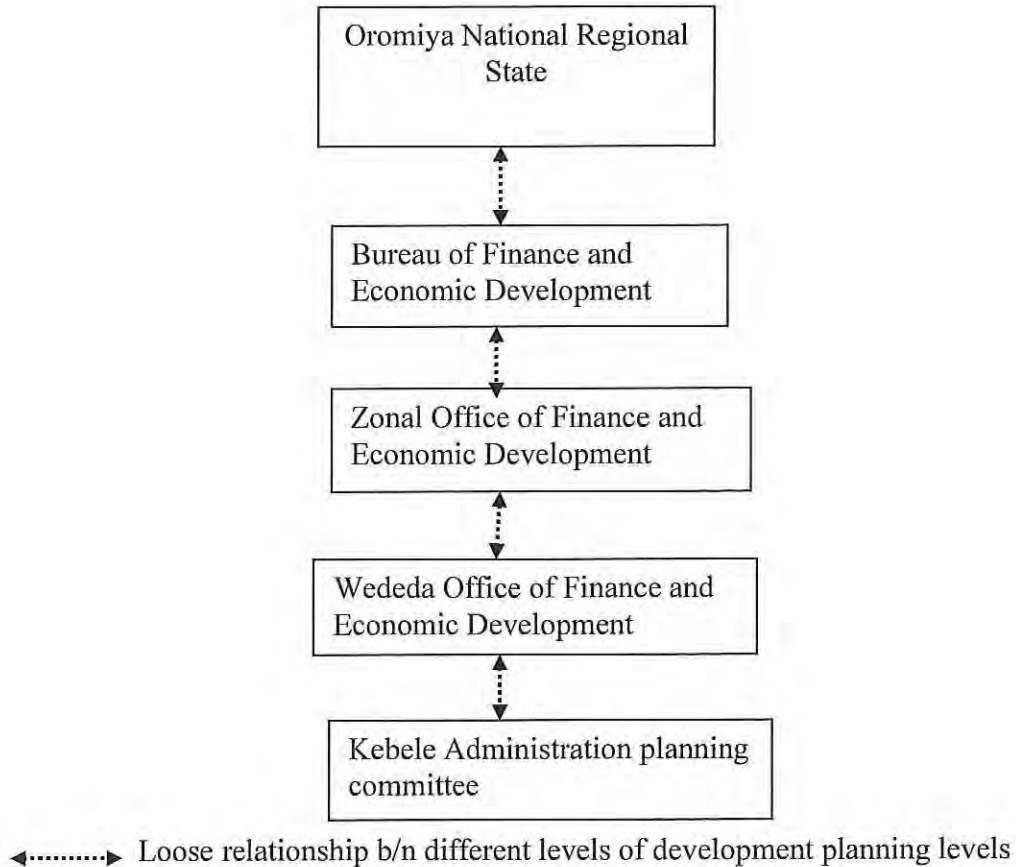 Oromiya National Regional
State
Bureau of Finance and
Economic Development
Zonal Office of Finance and
Economic Development
Wededa Office of Finance and
Economic Development
Kebele Administration planning
committee
Loose relationship b/n different levels of development planning levels